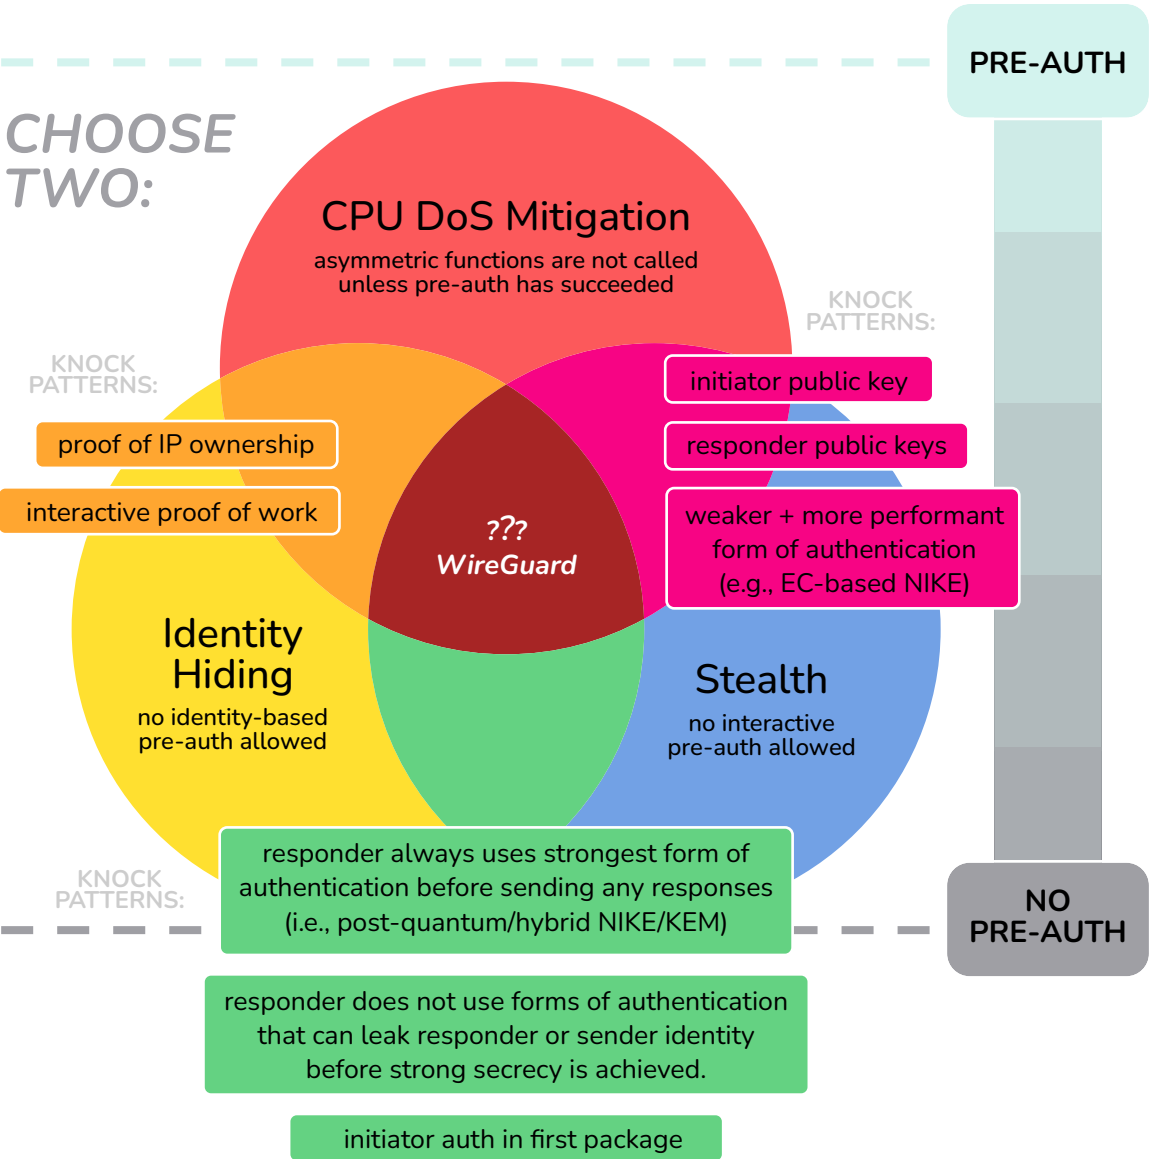 PRE-AUTH
CHOOSE
TWO:
CPU DoS Mitigation
asymmetric functions are not called
unless pre-auth has succeeded
KNOCK
PATTERNS:
initiator public key
responder public keys
weaker + more performant
form of authentication
(e.g., EC-based NIKE)
KNOCK
PATTERNS:
proof of IP ownership
interactive proof of work
???
WireGuard
Identity
Hiding
no identity-based
pre-auth allowed
Stealth
no interactive
pre-auth allowed
KNOCK
PATTERNS:
responder always uses strongest form of
authentication before sending any responses
(i.e., post-quantum/hybrid NIKE/KEM)
NO
PRE-AUTH
responder does not use forms of authentication
that can leak responder or sender identity
before strong secrecy is achieved.
initiator auth in first package